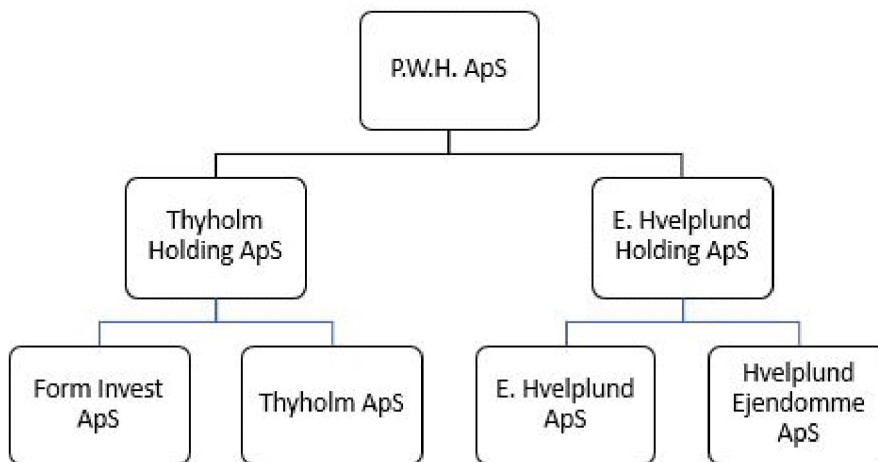 P.W.H. ApS
Thyholm
Holding ApS
E. Hvelplund
Holding ApS
Form Invest
ApS
Thyholm ApS
E. Hvelplund
ApS
Hvelplund
Ejendomme
ApS